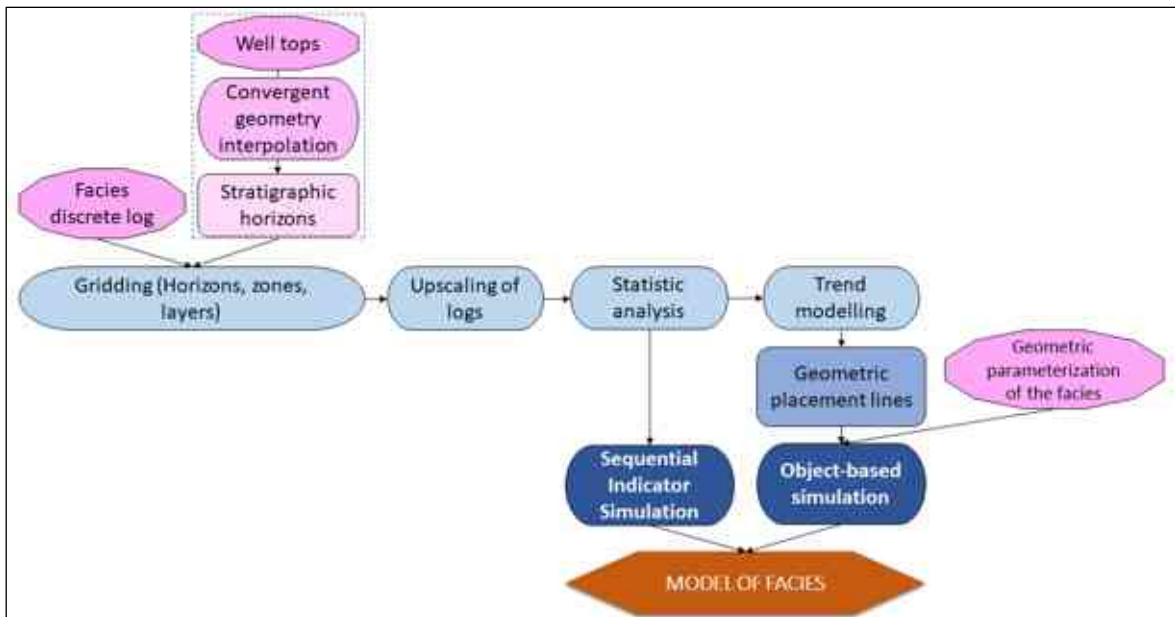 Well tops
Convergent
geometry
interpolation
Facies
discrete log
Stratigraphic
horizons
Gridding (Horizons, zones,
layers)
Upscaling of
logs
Statistic
analysis
Trend
modelling
Geometric
placement lines
Geometric
parameterization
of the facies
Sequential
Indicator
Simulation
Object-based
simulation
MODEL OF FACIES